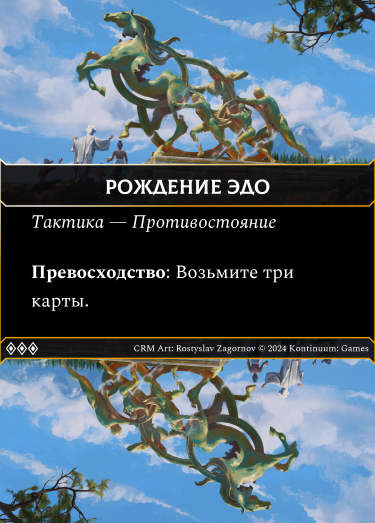 РОЖДЕНИЕ ЭДО
Тактика — Противостояние
Превосходство: Возьмите три
карты.
CRM Art: Rostyslav Zagornov © 2024 Kontinuum: Games